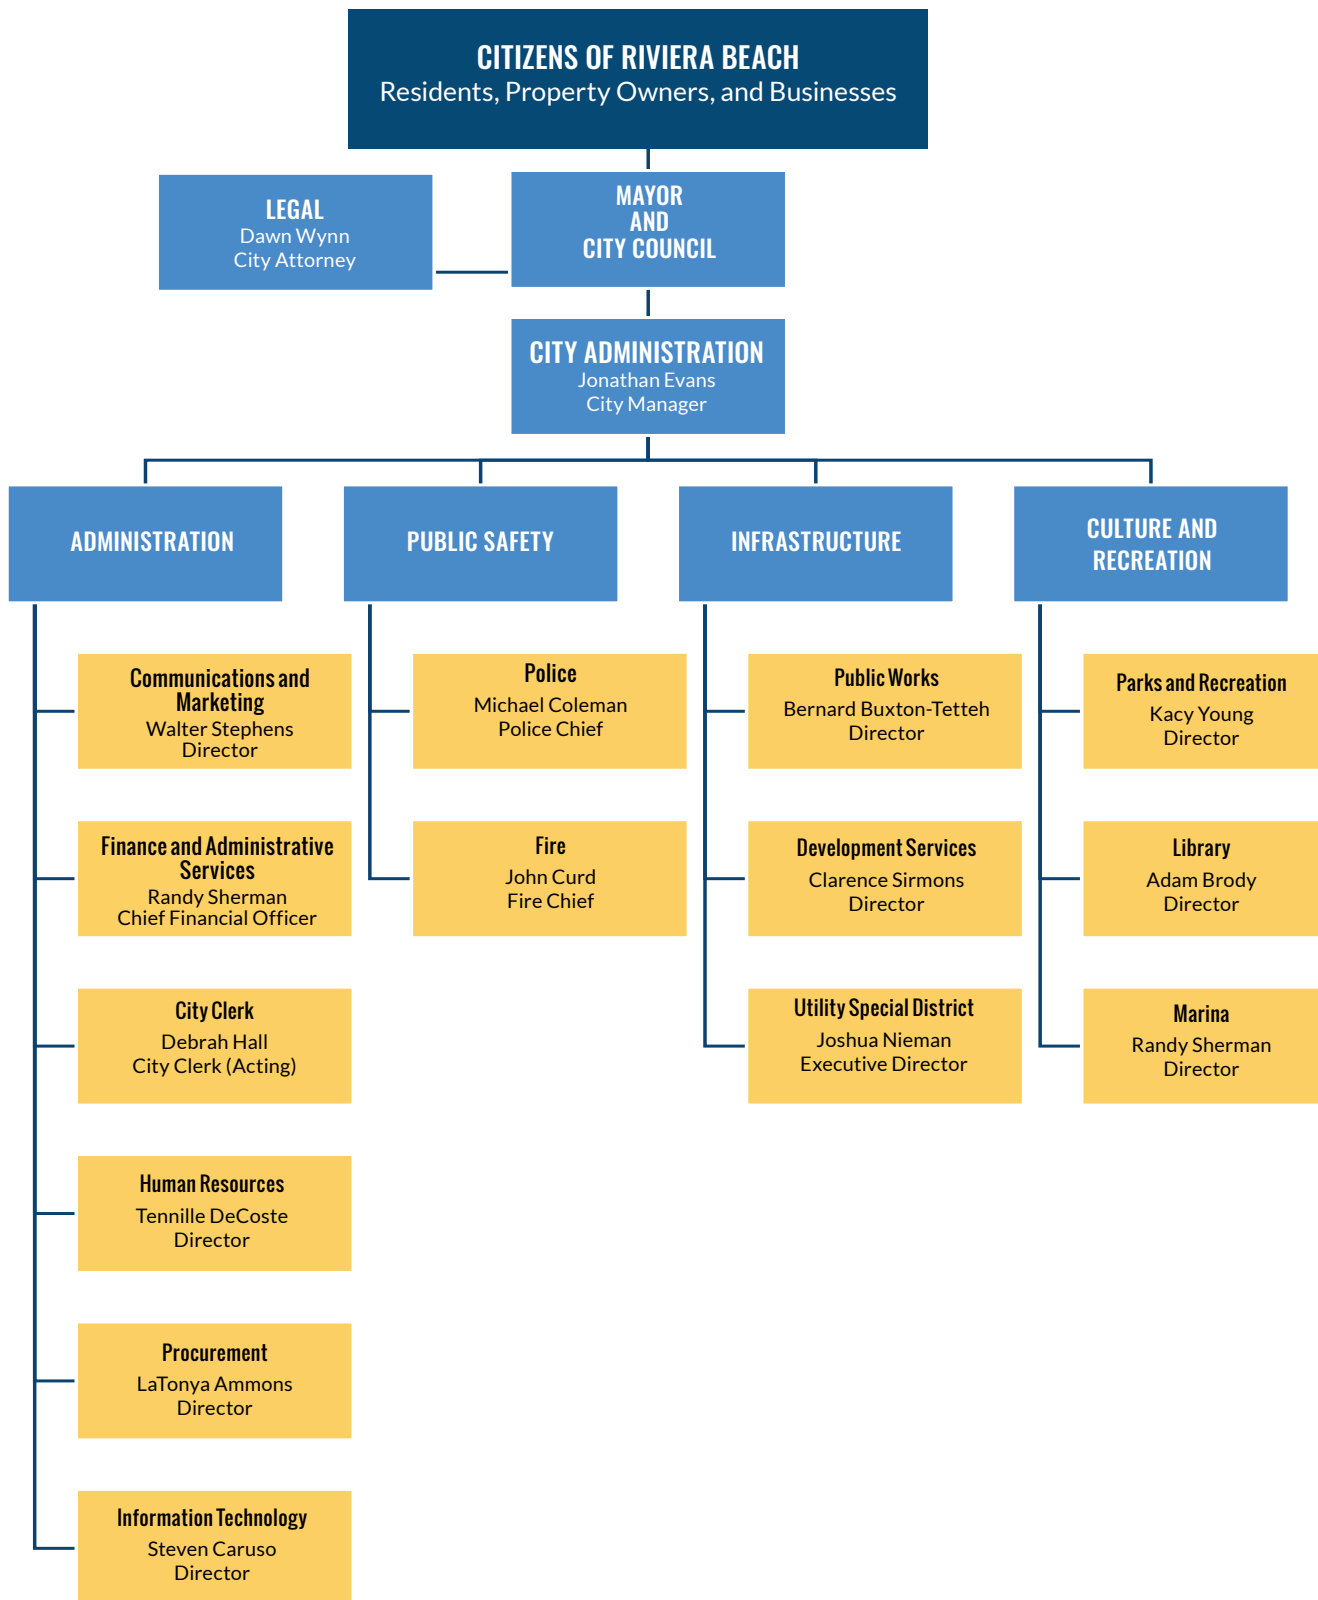 CITIZENS OF RIVIERA BEACH
Residents, Property Owners, and Businesses
LEGAL
Dawn Wynn
City Attorney
MAYOR
AND
CITY COUNCIL
CITY ADMINISTRATION
Jonathan Evans
City Manager
ADMINISTRATION
Communications and
Marketing
Walter Stephens
Director
Finance and Administrative
Services
Randy Sherman
Chief Financial Officer
City Clerk
Debrah Hall
City Clerk (Acting)
Human Resources
Tennille DeCoste
Director
Procurement
LaTonya Ammons
Director
Information Technology
Steven Caruso
Director
PUBLIC SAFETY
Police
Michael Coleman
Police Chief
Fire
John Curd
Fire Chief
INFRASTRUCTURE
Public Works
Bernard Buxton-Tetteh
Director
Development Services
Clarence Sirmons
Director
Utility Special District
Joshua Nieman
Executive Director
CULTURE AND
RECREATION
Parks and Recreation
Kacy Young
Director
Library
Adam Brody
Director
Marina
Randy Sherman
Director